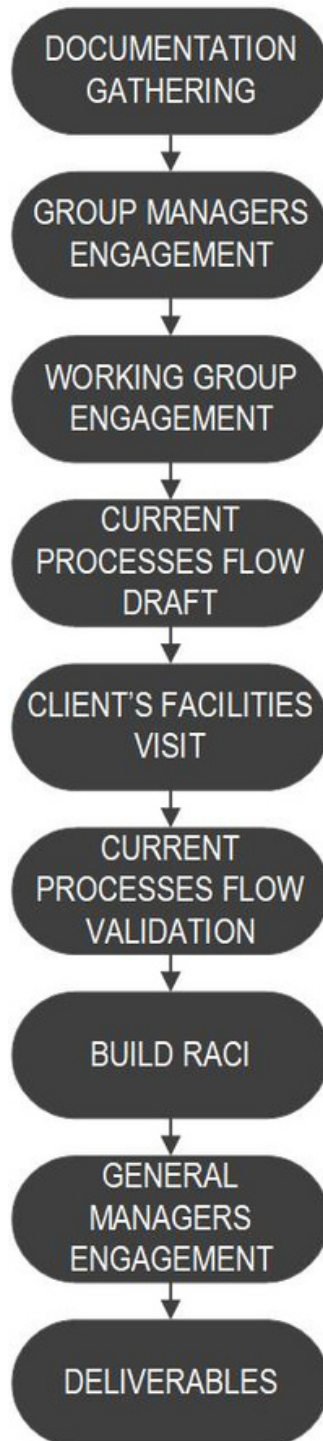 DOCUMENTATION
GATHERING
GROUP MANAGERS
ENGAGEMENT
WORKING GROUP
ENGAGEMENT
CURRENT
PROCESSES FLOW
DRAFT
CLIENT’S FACILITIES
VISIT
CURRENT
PROCESSES FLOW
VALIDATION
BUILD RACI
GENERAL
MANAGERS
ENGAGEMENT
DELIVERABLES